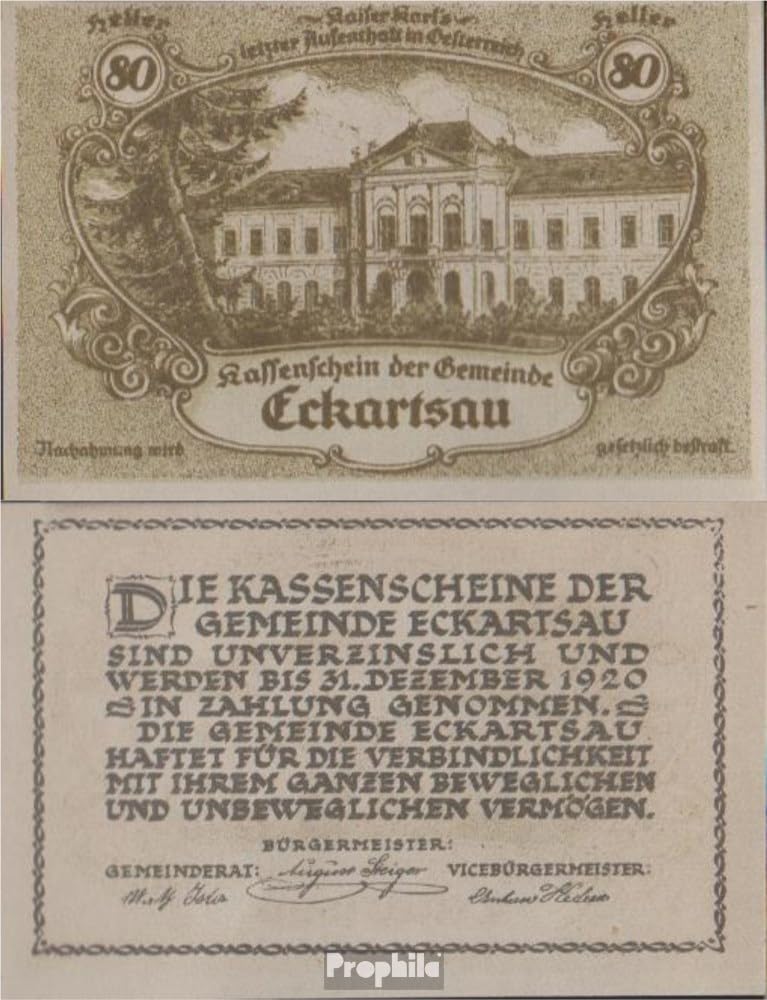 Heller Kaiser Karl's Heller
letzter Aufenthalt in Oesterreich
80 80
Kassenschein der Gemeinde
Eckartsau
Nachahmung wird gesetzlich bestraft.
DIE KASSENSCHEINE DER
GEMEINDE ECKARTSAU
SIND UNVERZINSLICH UND
WERDEN BIS 31. DEZEMBER 1920
IN ZAHLUNG GENOMMEN.
DIE GEMEINDE ECKARTSAU
HAFTET FÜR DIE VERBINDLICHKEIT
MIT IHREM GANZEN BEWEGLICHEN
UND UNBEWEGLICHEN VERMÖGEN.
BÜRGERMEISTER:
GEMEINDERAT: August Steiger VICEBÜRGERMEISTER:
Prophila